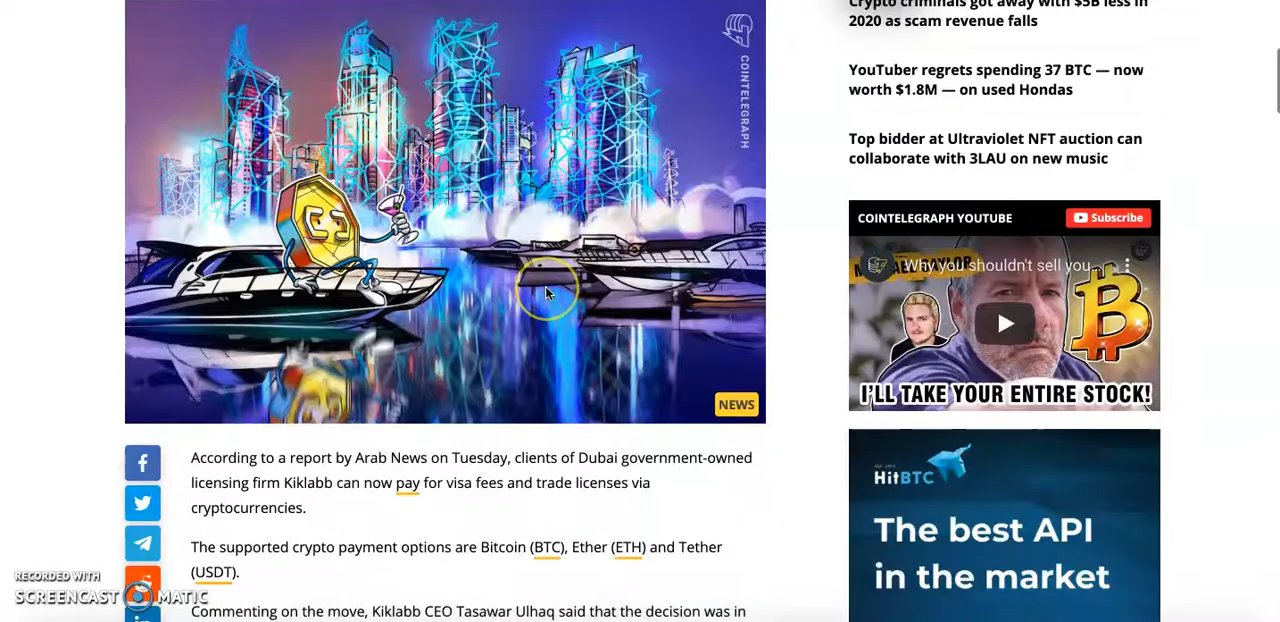 COINTELEGRAPH
NEWS
According to a report by Arab News on Tuesday, clients of Dubai government-owned
licensing firm Kiklabb can now pay for visa fees and trade licenses via
cryptocurrencies.
The supported crypto payment options are Bitcoin (BTC), Ether (ETH) and Tether
(USDT).
Commenting on the move, Kiklabb CEO Tasawar Ulhaq said that the decision was in
RECORDED WITH
SCREENCAST MATIC
Crypto criminals got away with $5B less in
2020 as scam revenue falls
YouTuber regrets spending 37 BTC — now
worth $1.8M — on used Hondas
Top bidder at Ultraviolet NFT auction can
collaborate with 3LAU on new music
COINTELEGRAPH YOUTUBE
Subscribe
Why you shouldn't sell you
I'LL TAKE YOUR ENTIRE STOCK!
HitBTC
The best API
in the market